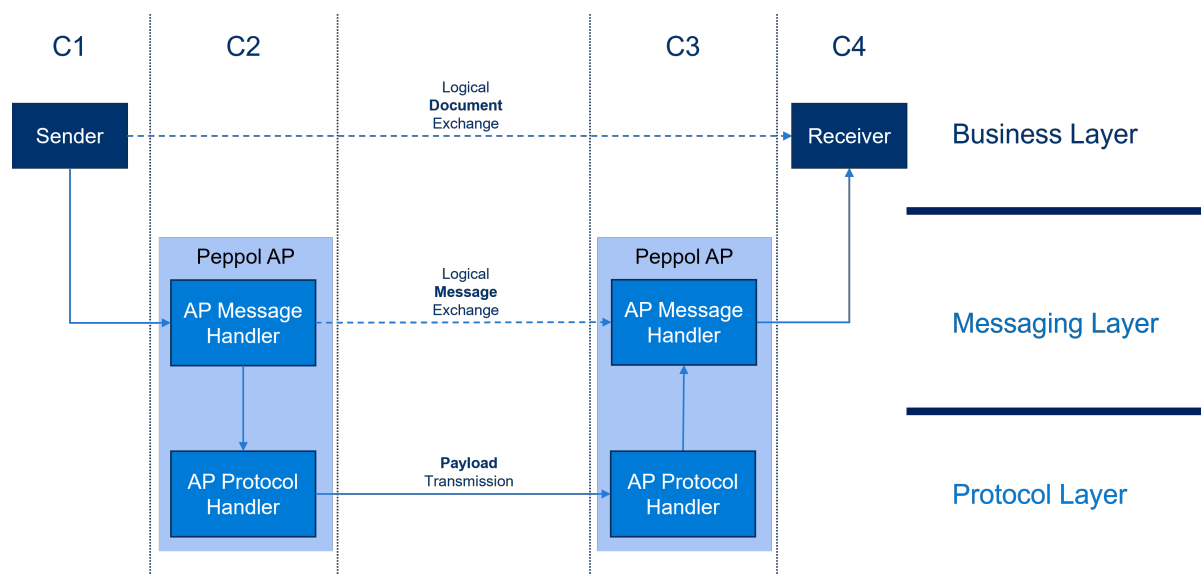 C1
C2
C3
C4
Logical
Document
Exchange
Sender
Receiver
Business Layer
Peppol AP
Peppol AP
Logical
Message
Exchange
AP Message
Handler
AP Message
Handler
Messaging Layer
Payload
Transmission
AP Protocol
Handler
AP Protocol
Handler
Protocol Layer